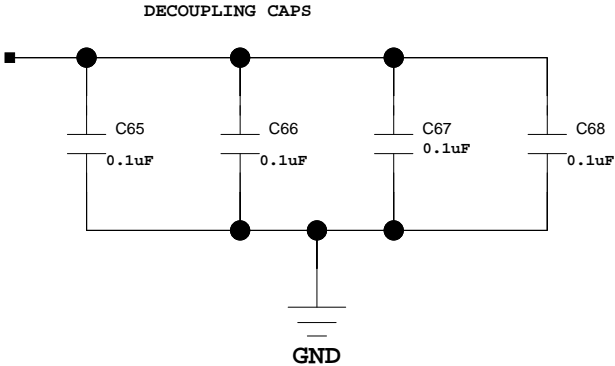 DECOUPLING CAPS
C65
0.1uF
C66
0.1uF
C67
0.1uF
C68
0.1uF
GND